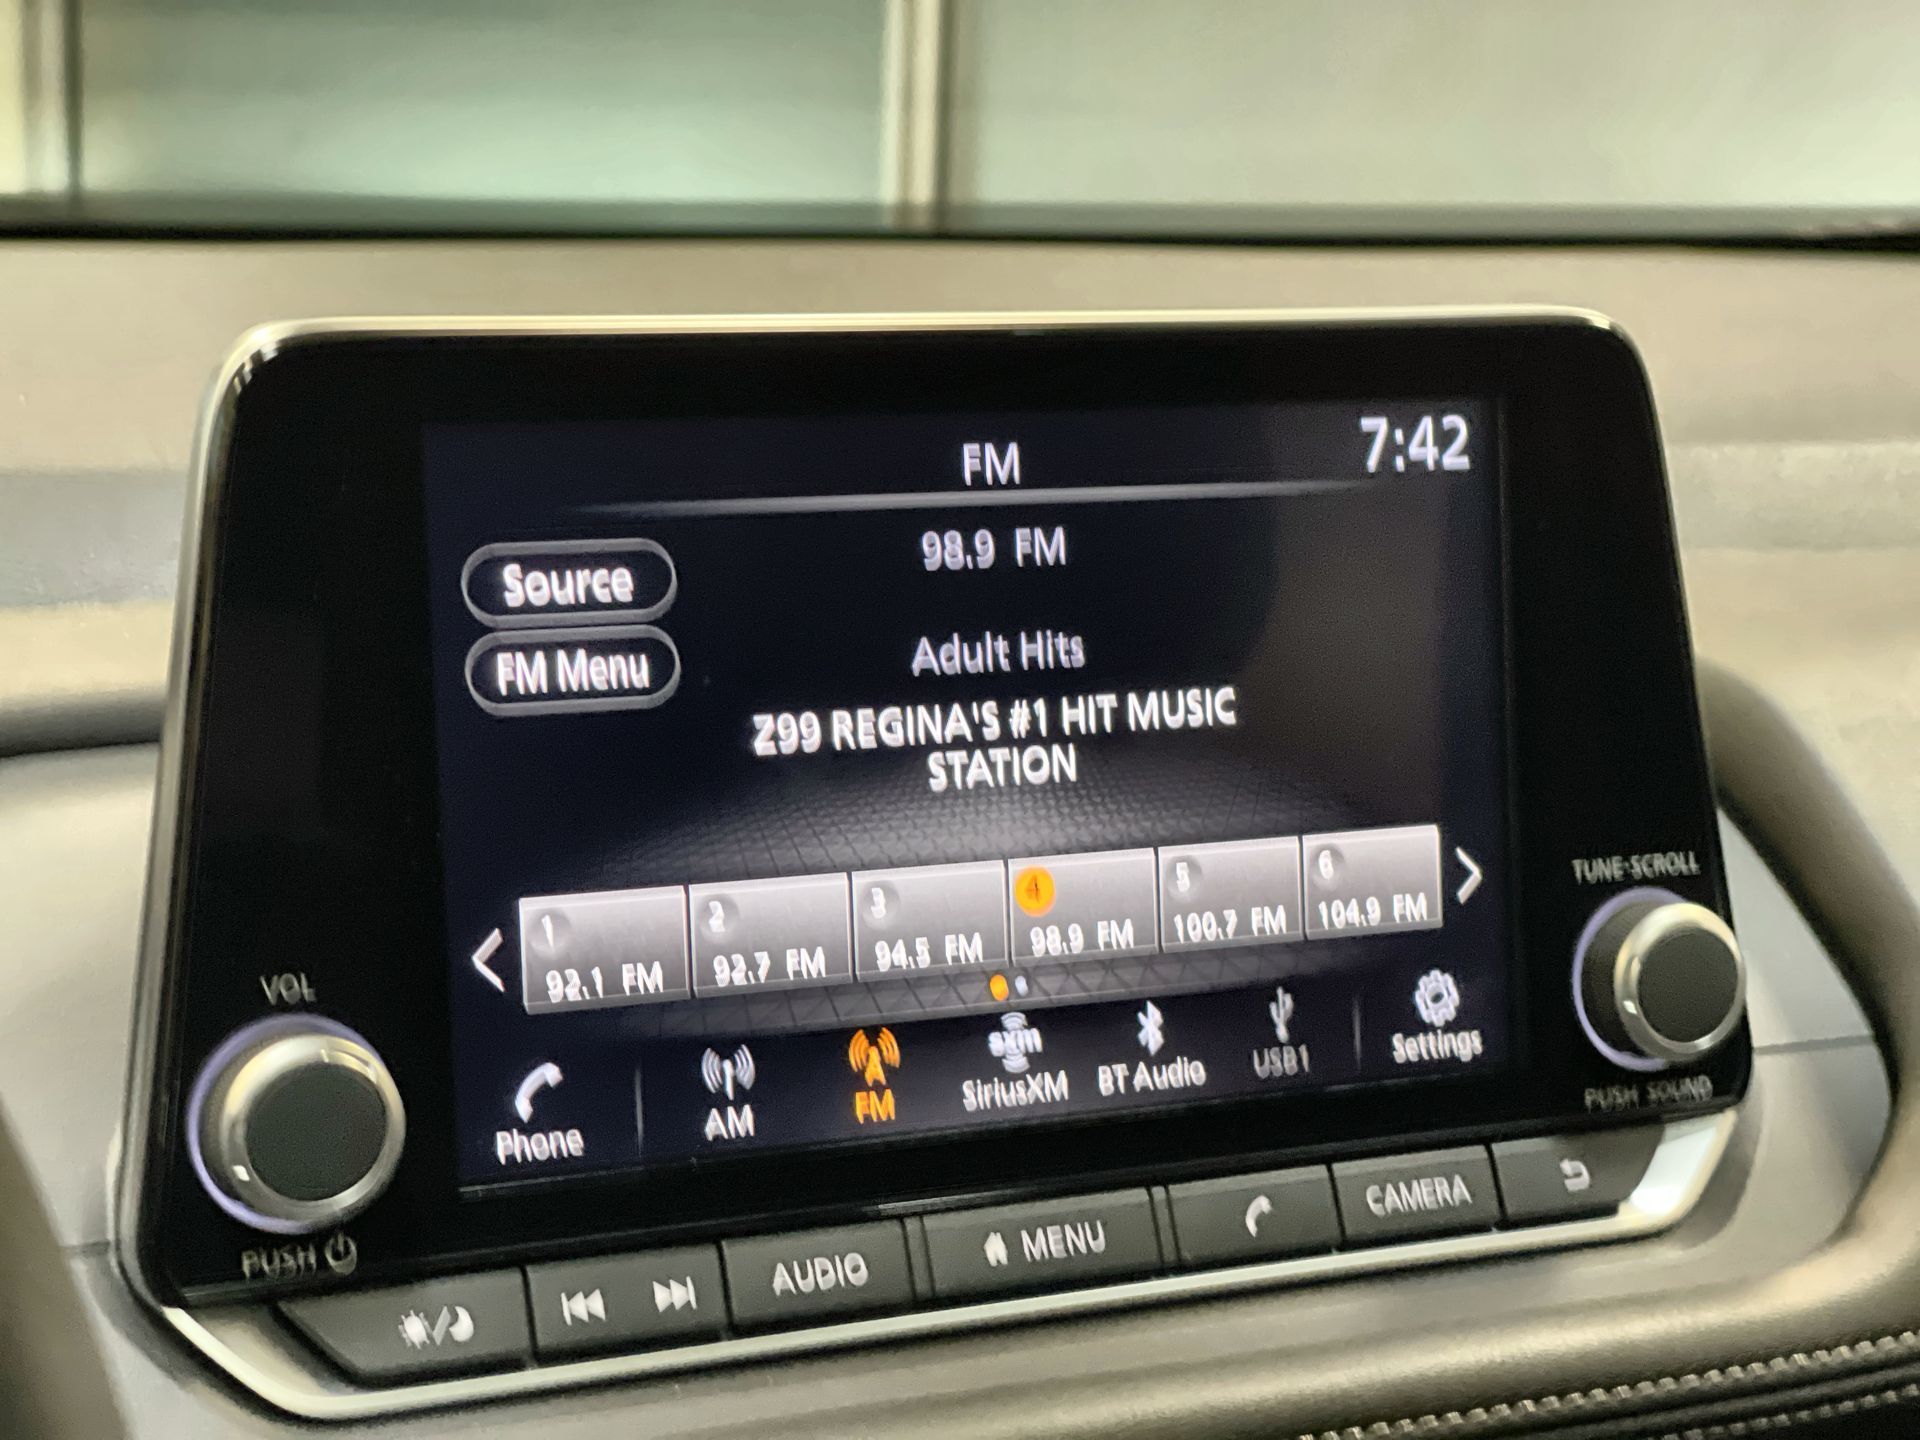 FM
7:42
98.9 FM
Source
Adult Hits
FM Menu
Z99 REGINA'S #1 HIT MUSIC
STATION
1
2
3
4
5
6
92.1 FM
92.7 FM
94.5 FM
98.9 FM
100.7 FM
104.9 FM
Phone
AM
FM
sxm
SiriusXM
BT Audio
USB1
Settings
VOL
PUSH
TUNE·SCROLL
PUSH SOUND
AUDIO
MENU
CAMERA